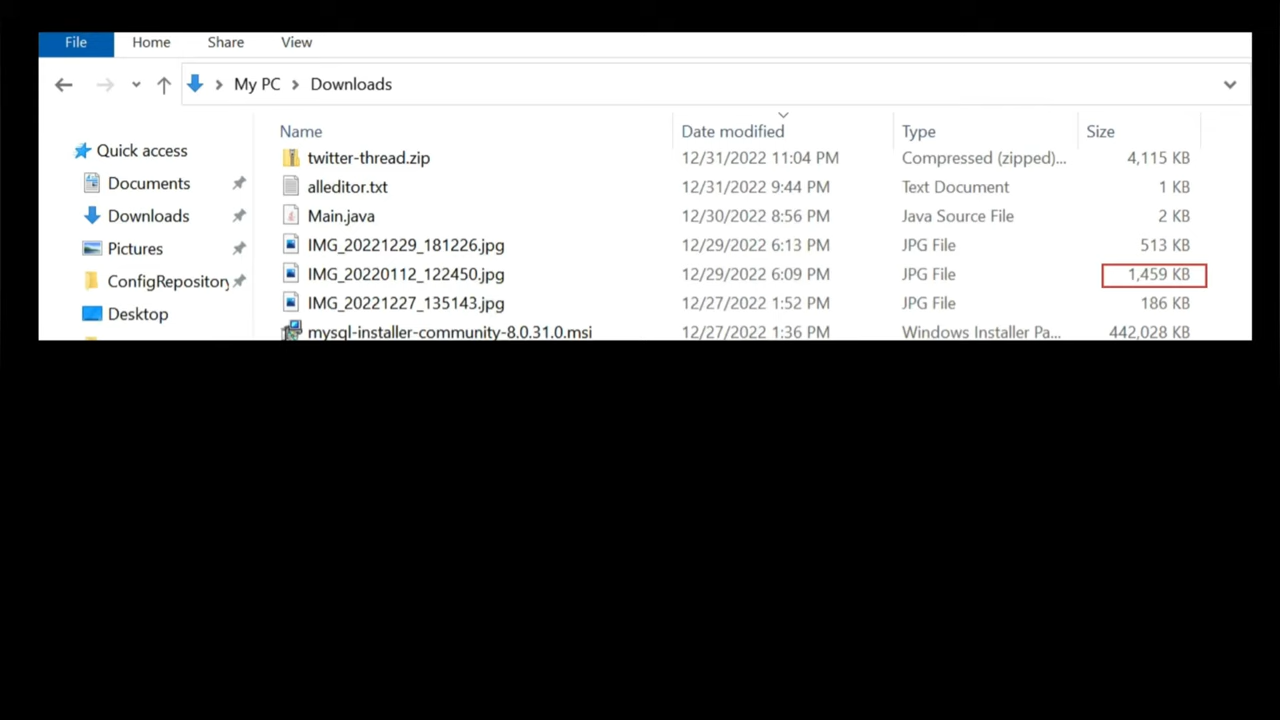 File Home Share View
My PC Downloads
Name Date modified Type Size
Quick access
Documents
Downloads
Pictures
ConfigRepository
Desktop
twitter-thread.zip 12/31/2022 11:04 PM Compressed (zipped)... 4,115 KB
alleditor.txt 12/31/2022 9:44 PM Text Document 1 KB
Main.java 12/30/2022 8:56 PM Java Source File 2 KB
IMG_20221229_181226.jpg 12/29/2022 6:13 PM JPG File 513 KB
IMG_20220112_122450.jpg 12/29/2022 6:09 PM JPG File 1,459 KB
IMG_20221227_135143.jpg 12/27/2022 1:52 PM JPG File 186 KB
mysql-installer-community-8.0.31.0.msi 12/27/2022 1:36 PM Windows Installer Pa... 442,028 KB